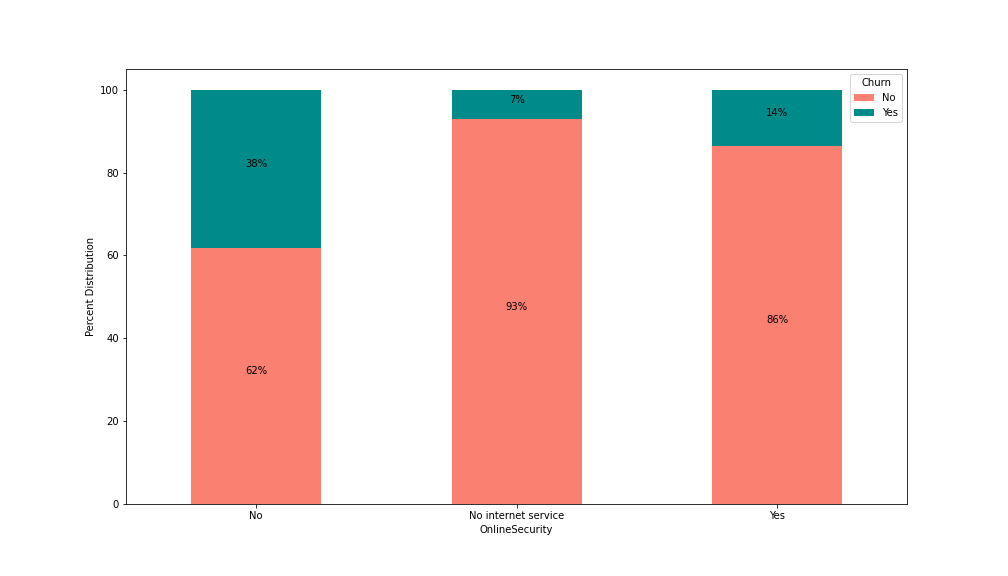 Churn
No
Yes
100
80
60
40
20
0
Percent Distribution
38%
62%
7%
93%
14%
86%
No
No internet service
Yes
OnlineSecurity